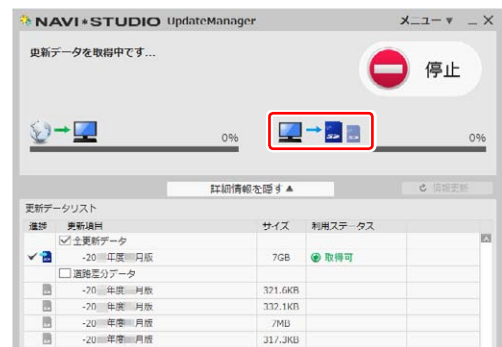 NAVI*STUDIO UpdateManager
メニュー ▼ _ X
更新データを取得中です...
停止
0%
0%
詳細情報を隠す▲
情報更新
更新データリスト
進捗 更新項目 サイズ 利用ステータス
全更新データ
-20 年度 月版 7GB 取得可
道路差分データ
-20 年度 月版 321.6KB
-20 年度 月版 332.1KB
-20 年度 月版 7MB
-20 年度 月版 317.3KB